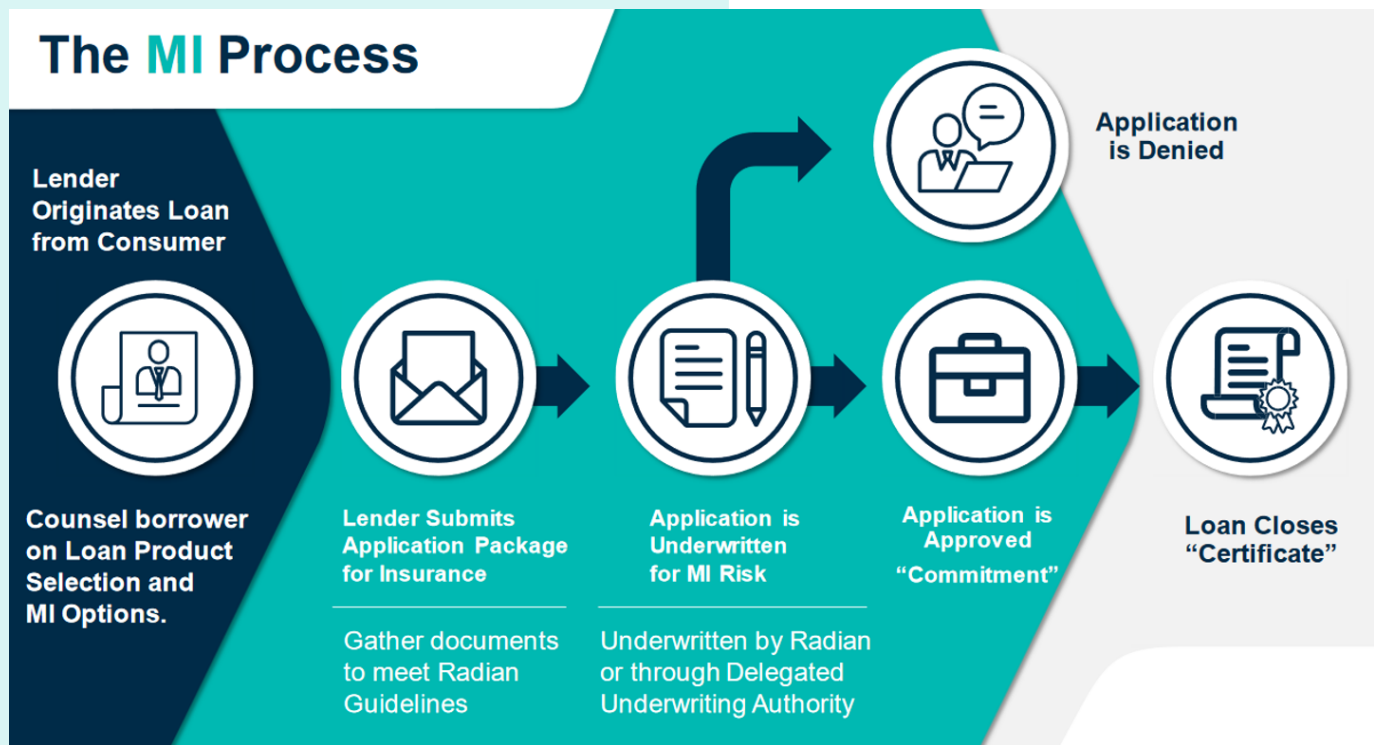 The MI Process
Lender
Originates Loan
from Consumer
Counsel borrower
on Loan Product
Selection and
MI Options.
Lender Submits
Application Package
for Insurance
Gather documents
to meet Radian
Guidelines
Application is
Underwritten
for MI Risk
Underwritten by Radian
or through Delegated
Underwriting Authority
Application
is Denied
Application is
Approved
“Commitment”
Loan Closes
“Certificate”